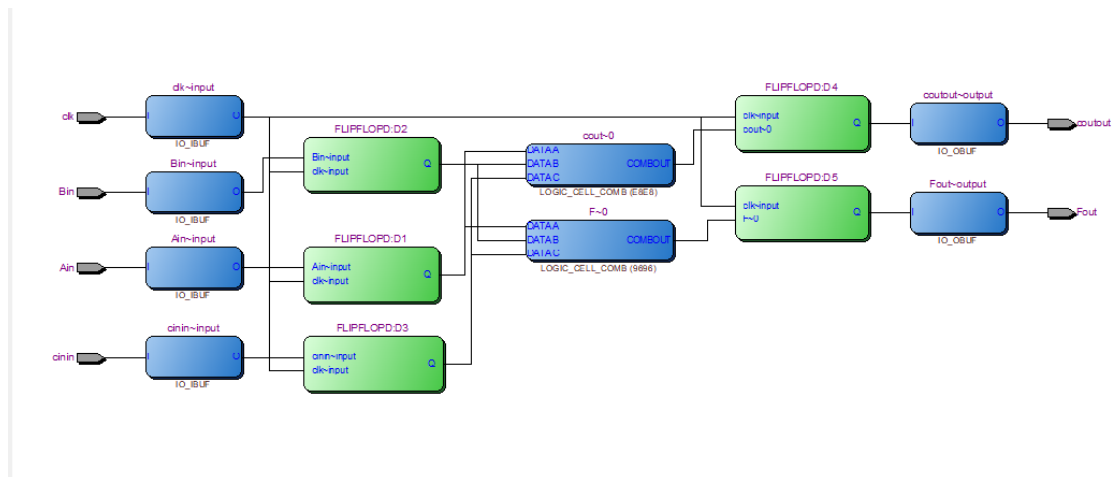 clk~input
clk
I
O
IO_IBUF
Bin~input
Bin
I
O
IO_IBUF
Ain~input
Ain
I
O
IO_IBUF
cinin~input
cinin
I
O
IO_IBUF
FLIPFLOPD:D2
Bin~input
clk~input
Q
FLIPFLOPD:D1
Ain~input
clk~input
Q
FLIPFLOPD:D3
cinin~input
clk~input
Q
cout~0
DATAA
DATAB
DATAC
COMBOUT
LOGIC_CELL_COMB (E8E8)
F~0
DATAA
DATAB
DATAC
COMBOUT
LOGIC_CELL_COMB (9696)
FLIPFLOPD:D4
clk~input
cout~0
Q
FLIPFLOPD:D5
clk~input
F~0
Q
coutout~output
I
O
IO_OBUF
coutout
Fout~output
I
O
IO_OBUF
Fout